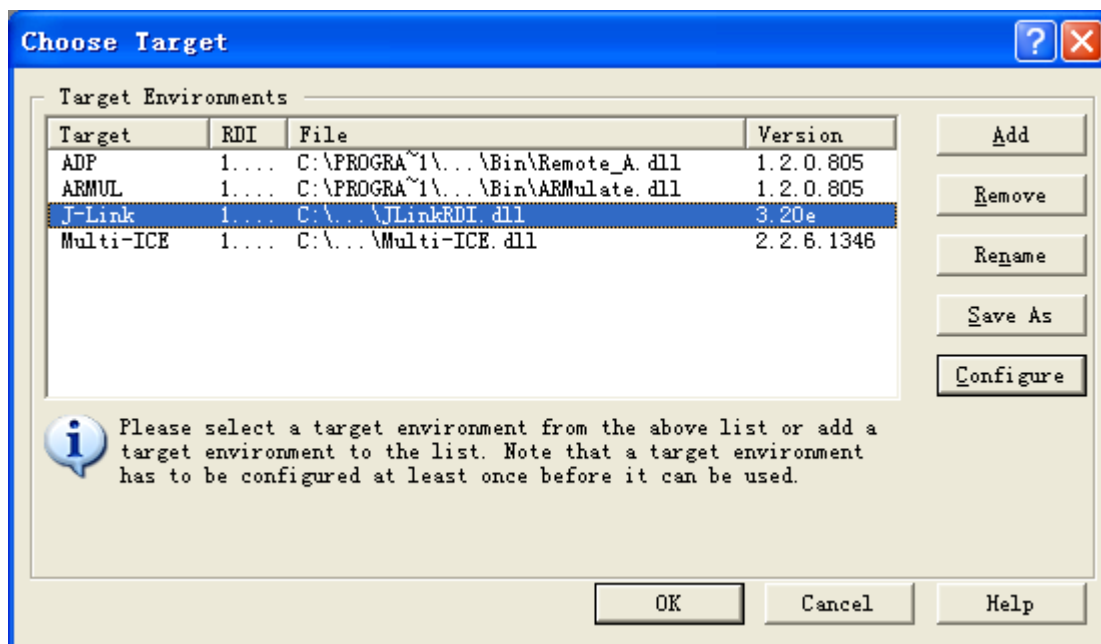 Choose Target
Target Environments
Target RDI File Version
ADP 1.... C:\PROGRA~1\...\Bin\Remote_A.dll 1.2.0.805
ARMUL 1.... C:\PROGRA~1\...\Bin\ARMulate.dll 1.2.0.805
J-Link 1.... C:\...\JLinkRDI.dll 3.20e
Multi-ICE 1.... C:\...\Multi-ICE.dll 2.2.6.1346
Add
Remove
Rename
Save As
Configure
Please select a target environment from the above list or add a
target environment to the list. Note that a target environment
has to be configured at least once before it can be used.
OK Cancel Help